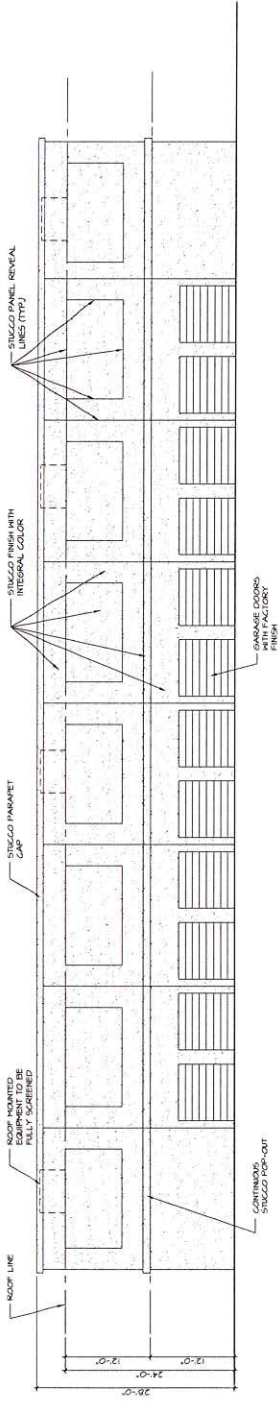 ROOF LINE
ROOF MOUNTED
EQUIPMENT TO BE
FULLY SCREENED
STUCCO PARAPET
CAP
STUCCO FINISH WITH
INTEGRAL COLOR
STUCCO PANEL REVEAL
LINES (TYP.)
28'-0"
24'-0"
12'-0"
12'-0"
CONTINUOUS
STUCCO POP-OUT
GARAGE DOORS
WITH FACTORY
FINISH